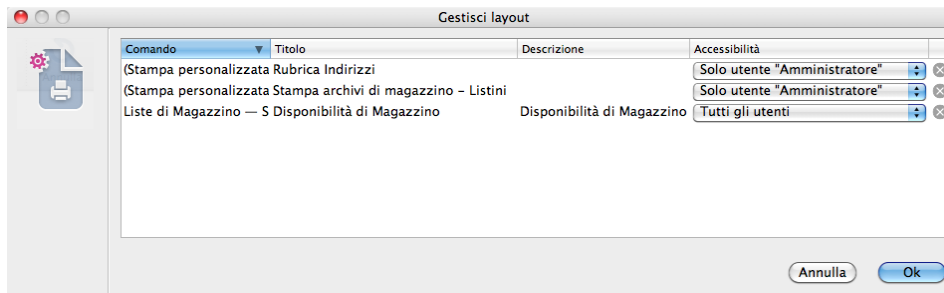 Gestisci layout
Comando Titolo Descrizione Accessibilità
(Stampa personalizzata Rubrica Indirizzi Solo utente "Amministratore"
(Stampa personalizzata Stampa archivi di magazzino – Listini Solo utente "Amministratore"
Liste di Magazzino — S Disponibilità di Magazzino Disponibilità di Magazzino Tutti gli utenti
Annulla Ok